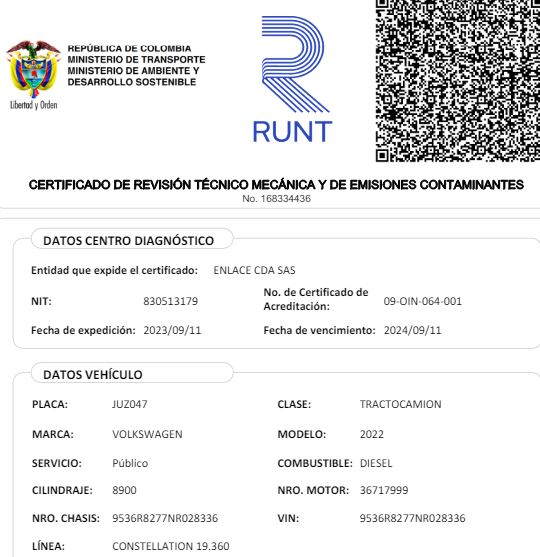 REPÚBLICA DE COLOMBIA
MINISTERIO DE TRANSPORTE
MINISTERIO DE AMBIENTE Y
DESARROLLO SOSTENIBLE
Libertad y Orden
RUNT
CERTIFICADO DE REVISIÓN TÉCNICO MECÁNICA Y DE EMISIONES CONTAMINANTES
No. 168334436
DATOS CENTRO DIAGNÓSTICO
Entidad que expide el certificado: ENLACE CDA SAS
NIT: 830513179 No. de Certificado de Acreditación: 09-OIN-064-001
Fecha de expedición: 2023/09/11 Fecha de vencimiento: 2024/09/11
DATOS VEHÍCULO
PLACA: JUZ047 CLASE: TRACTOCAMION
MARCA: VOLKSWAGEN MODELO: 2022
SERVICIO: Público COMBUSTIBLE: DIESEL
CILINDRAJE: 8900 NRO. MOTOR: 36717999
NRO. CHASIS: 9536R8277NR028336 VIN: 9536R8277NR028336
LÍNEA: CONSTELLATION 19.360